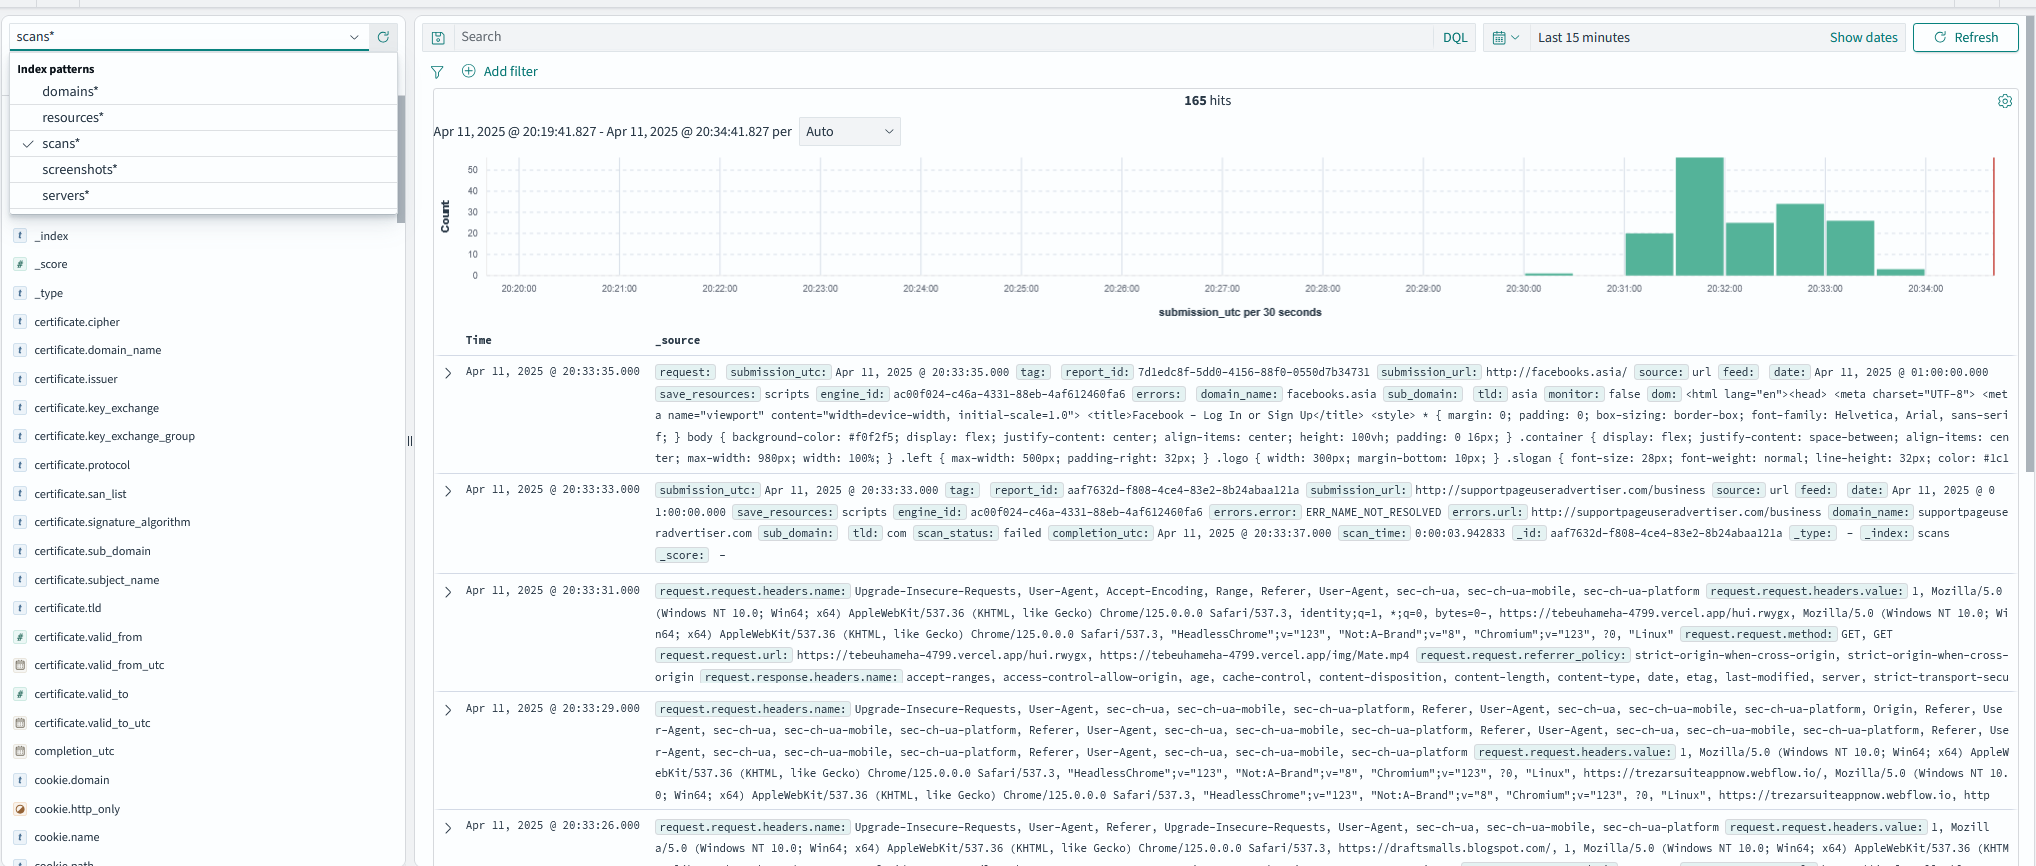 scans*
Index patterns
domains*
resources*
scans*
screenshots*
servers*
_index
_score
_type
certificate.cipher
certificate.domain_name
certificate.issuer
certificate.key_exchange
certificate.key_exchange_group
certificate.protocol
certificate.san_list
certificate.signature_algorithm
certificate.sub_domain
certificate.subject_name
certificate.tld
certificate.valid_from
certificate.valid_from_utc
certificate.valid_to
certificate.valid_to_utc
completion_utc
cookie.domain
cookie.http_only
cookie.name
Search
DQL
Last 15 minutes
Show dates
Refresh
Add filter
165 hits
Apr 11, 2025 @ 20:19:41.827 - Apr 11, 2025 @ 20:34:41.827 per
Auto
Count
50
40
30
20
10
0
20:20:00 20:21:00 20:22:00 20:23:00 20:24:00 20:25:00 20:26:00 20:27:00 20:28:00 20:29:00 20:30:00 20:31:00 20:32:00 20:33:00 20:34:00
submission_utc per 30 seconds
Time _source
Apr 11, 2025 @ 20:33:35.000 request: submission_utc: Apr 11, 2025 @ 20:33:35.000 tag: report_id: 7d1edc8f-5dd0-4156-88f0-0550d7b34731 submission_url: http://facebooks.asia/ source: url feed: date: Apr 11, 2025 @ 01:00:00.000
save_resources: scripts engine_id: ac00f024-c46a-4331-88eb-4af612460fa6 errors: domain_name: facebooks.asia sub_domain: tld: asia monitor: false dom: <html lang="en"><head> <meta charset="UTF-8"> <met
a name="viewport" content="width=device-width, initial-scale=1.0"> <title>Facebook – Log In or Sign Up</title> <style> * { margin: 0; padding: 0; box-sizing: border-box; font-family: Helvetica, Arial, sans-seri
f; } body { background-color: #f0f2f5; display: flex; justify-content: center; align-items: center; height: 100vh; padding: 0 16px; } .container { display: flex; justify-content: space-between; align-items: cen
ter; max-width: 980px; width: 100%; } .left { max-width: 500px; padding-right: 32px; } .logo { width: 300px; margin-bottom: 10px; } .slogan { font-size: 28px; font-weight: normal; line-height: 32px; color: #1c1
Apr 11, 2025 @ 20:33:33.000 submission_utc: Apr 11, 2025 @ 20:33:33.000 tag: report_id: aaf7632d-f808-4ce4-83e2-8b24abaa121a submission_url: http://supportpageuseradvertiser.com/business source: url feed: date: Apr 11, 2025 @ 0
1:00:00.000 save_resources: scripts engine_id: ac00f024-c46a-4331-88eb-4af612460fa6 errors.error: ERR_NAME_NOT_RESOLVED errors.url: http://supportpageuseradvertiser.com/business domain_name: supportpageuse
radvertiser.com sub_domain: tld: com scan_status: failed completion_utc: Apr 11, 2025 @ 20:33:37.000 scan_time: 0:00:03.942833 _id: aaf7632d-f808-4ce4-83e2-8b24abaa121a _type: - _index: scans
_score: -
Apr 11, 2025 @ 20:33:31.000 request.request.headers.name: Upgrade-Insecure-Requests, User-Agent, Accept-Encoding, Range, Referer, User-Agent, sec-ch-ua, sec-ch-ua-mobile, sec-ch-ua-platform request.request.headers.value: 1, Mozilla/5.0
(Windows NT 10.0; Win64; x64) AppleWebKit/537.36 (KHTML, like Gecko) Chrome/125.0.0.0 Safari/537.3, identity;q=1, *;q=0, bytes=0-, https://tebeuhameha-4799.vercel.app/hui.rwygx, Mozilla/5.0 (Windows NT 10.0; Wi
n64; x64) AppleWebKit/537.36 (KHTML, like Gecko) Chrome/125.0.0.0 Safari/537.3, "HeadlessChrome";v="123", "Not:A-Brand";v="8", "Chromium";v="123", ?0, "Linux" request.request.method: GET, GET
request.request.url: https://tebeuhameha-4799.vercel.app/hui.rwygx, https://tebeuhameha-4799.vercel.app/img/Mate.mp4 request.request.referrer_policy: strict-origin-when-cross-origin, strict-origin-when-cross-
origin request.response.headers.name: accept-ranges, access-control-allow-origin, age, cache-control, content-disposition, content-length, content-type, date, etag, last-modified, server, strict-transport-secu
Apr 11, 2025 @ 20:33:29.000 request.request.headers.name: Upgrade-Insecure-Requests, User-Agent, sec-ch-ua, sec-ch-ua-mobile, sec-ch-ua-platform, Referer, User-Agent, sec-ch-ua, sec-ch-ua-mobile, sec-ch-ua-platform, Origin, Referer, Use
r-Agent, sec-ch-ua, sec-ch-ua-mobile, sec-ch-ua-platform, Referer, User-Agent, sec-ch-ua, sec-ch-ua-mobile, sec-ch-ua-platform, Referer, User-Agent, sec-ch-ua, sec-ch-ua-mobile, sec-ch-ua-platform, Referer, Use
r-Agent, sec-ch-ua, sec-ch-ua-mobile, sec-ch-ua-platform, Referer, User-Agent, sec-ch-ua, sec-ch-ua-mobile, sec-ch-ua-platform request.request.headers.value: 1, Mozilla/5.0 (Windows NT 10.0; Win64; x64) AppleW
ebKit/537.36 (KHTML, like Gecko) Chrome/125.0.0.0 Safari/537.3, "HeadlessChrome";v="123", "Not:A-Brand";v="8", "Chromium";v="123", ?0, "Linux", https://trezarsuiteappnow.webflow.io/, Mozilla/5.0 (Windows NT 10.
0; Win64; x64) AppleWebKit/537.36 (KHTML, like Gecko) Chrome/125.0.0.0 Safari/537.3, "HeadlessChrome";v="123", "Not:A-Brand";v="8", "Chromium";v="123", ?0, "Linux", https://trezarsuiteappnow.webflow.io, http
Apr 11, 2025 @ 20:33:26.000 request.request.headers.name: Upgrade-Insecure-Requests, User-Agent, Referer, Upgrade-Insecure-Requests, User-Agent, sec-ch-ua, sec-ch-ua-mobile, sec-ch-ua-platform request.request.headers.value: 1, Mozill
a/5.0 (Windows NT 10.0; Win64; x64) AppleWebKit/537.36 (KHTML, like Gecko) Chrome/125.0.0.0 Safari/537.3, https://draftsmalls.blogspot.com/, 1, Mozilla/5.0 (Windows NT 10.0; Win64; x64) AppleWebKit/537.36 (KHTM